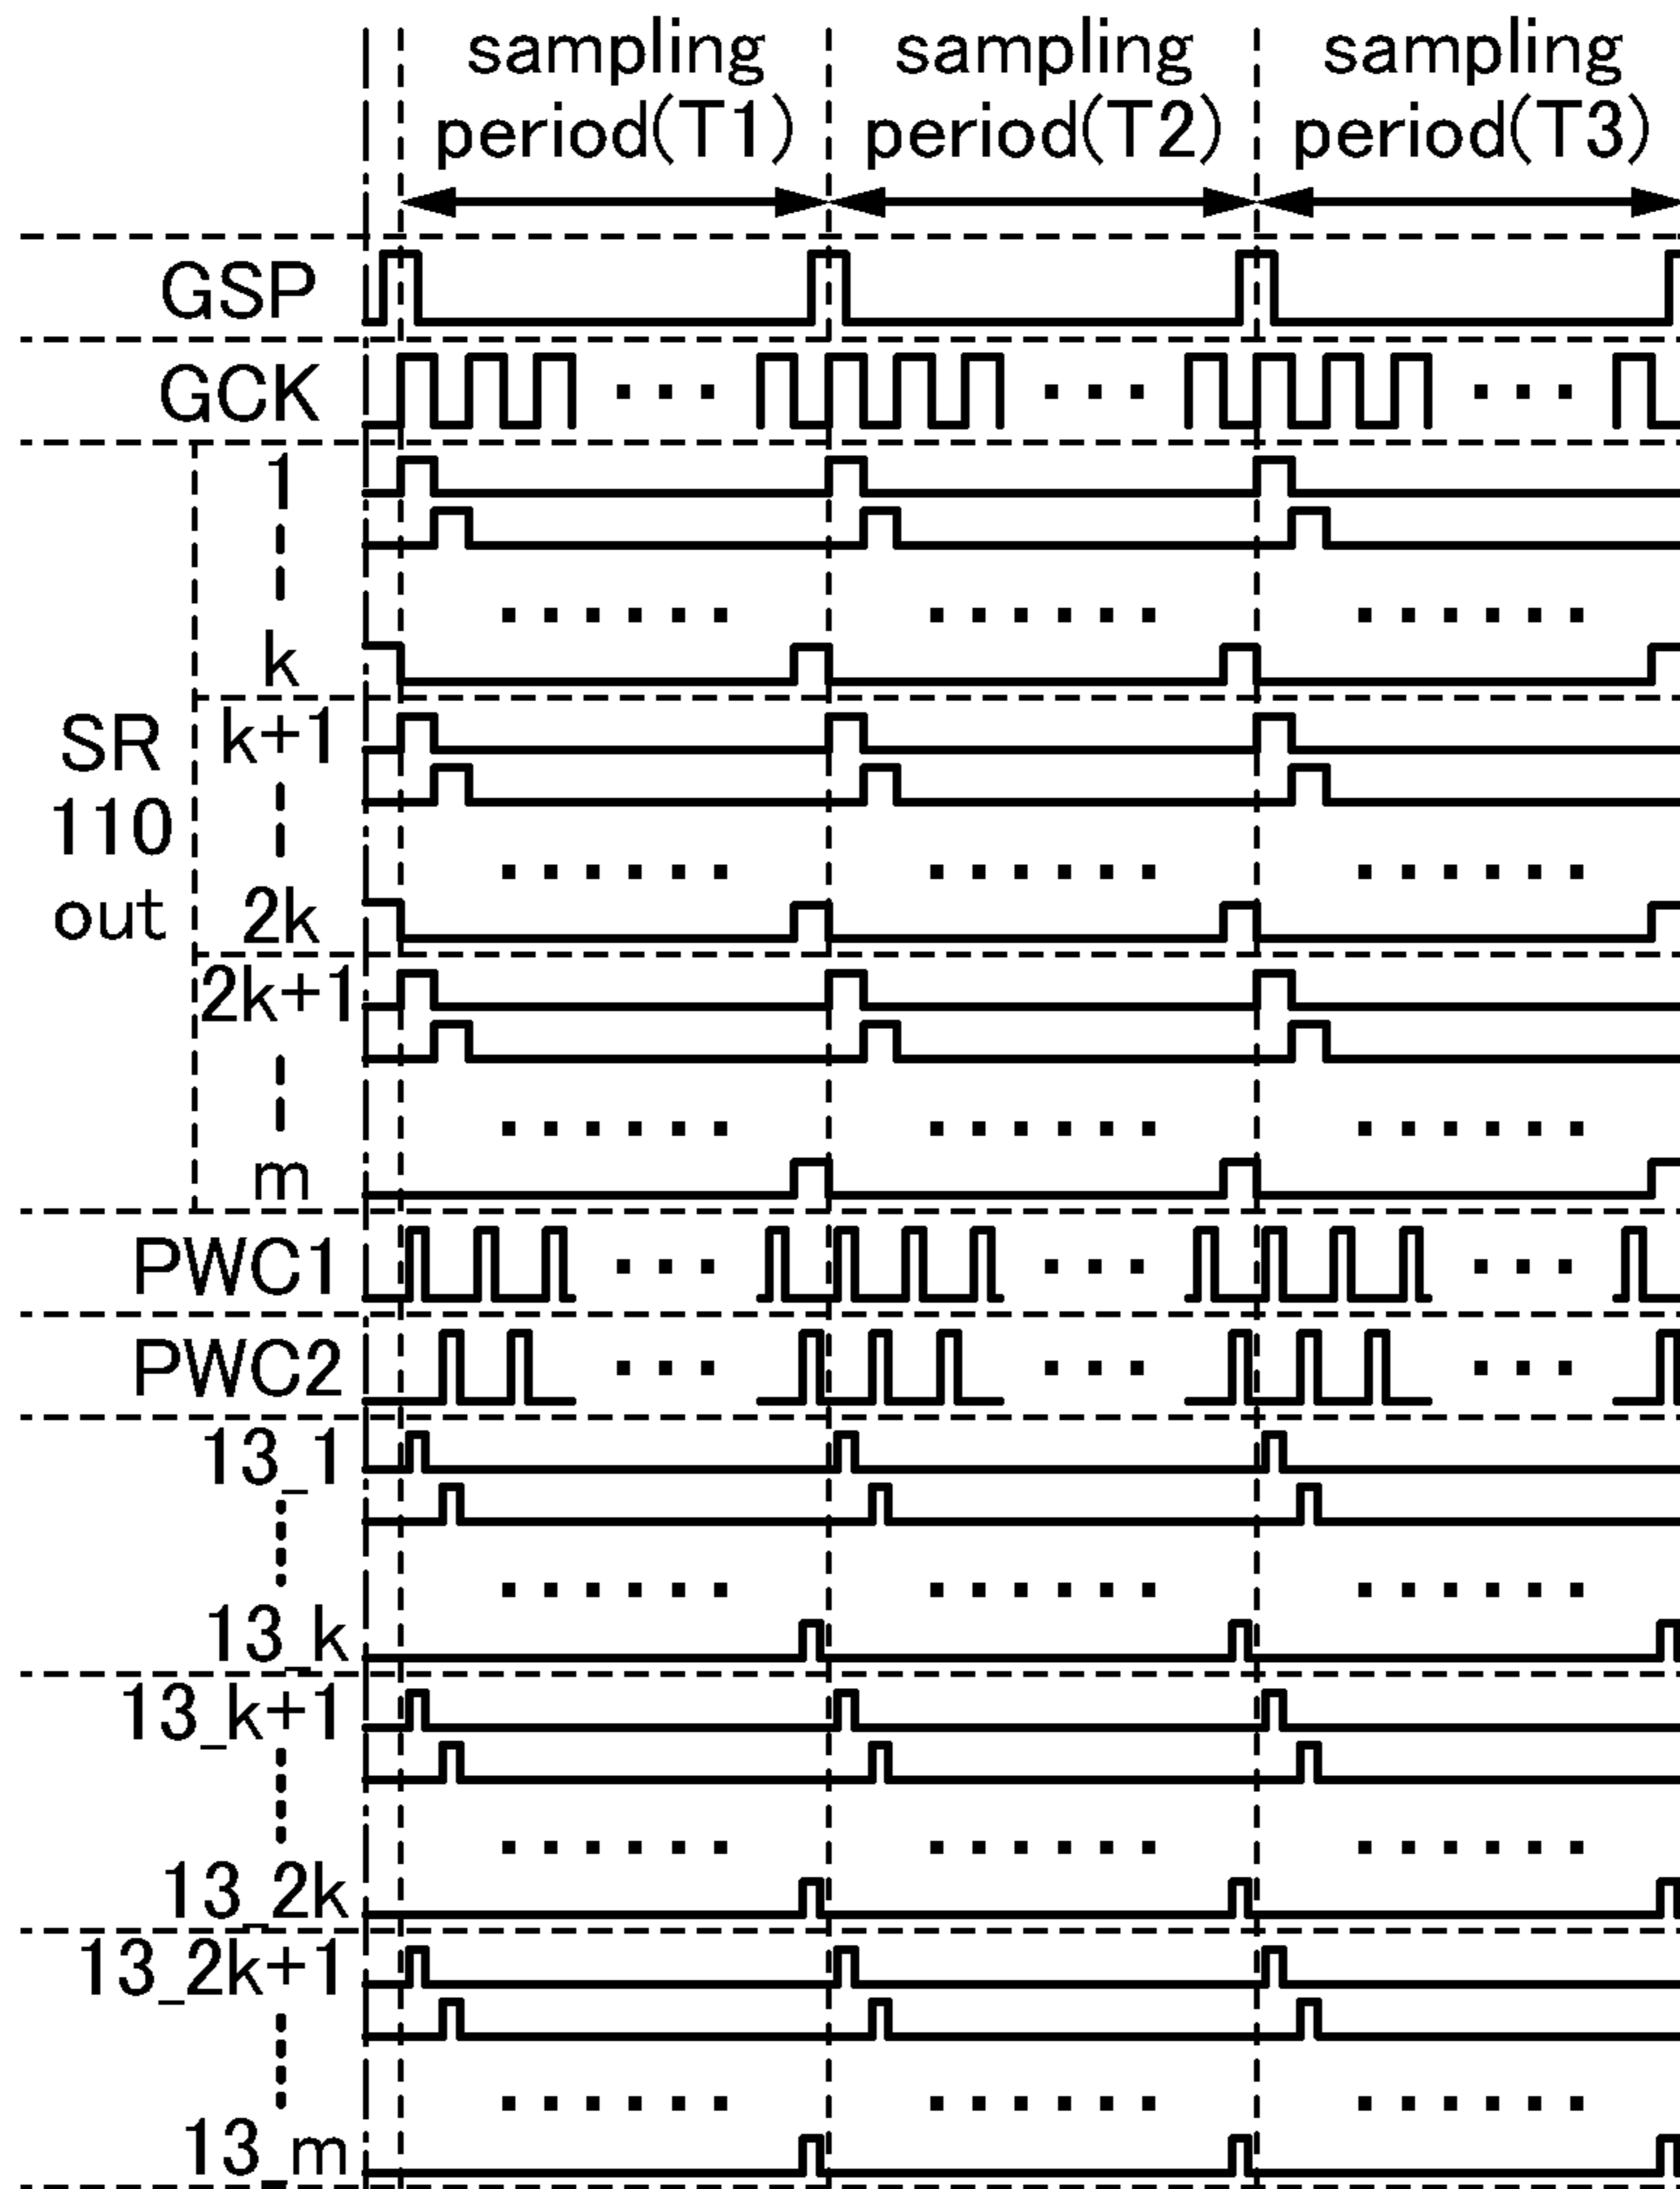 sampling period(T1)
sampling period(T2)
sampling period(T3)
GSP
GCK
SR 110 out
1
k
k+1
2k
2k+1
m
PWC1
PWC2
13_1
13_k
13_k+1
13_2k
13_2k+1
13_m